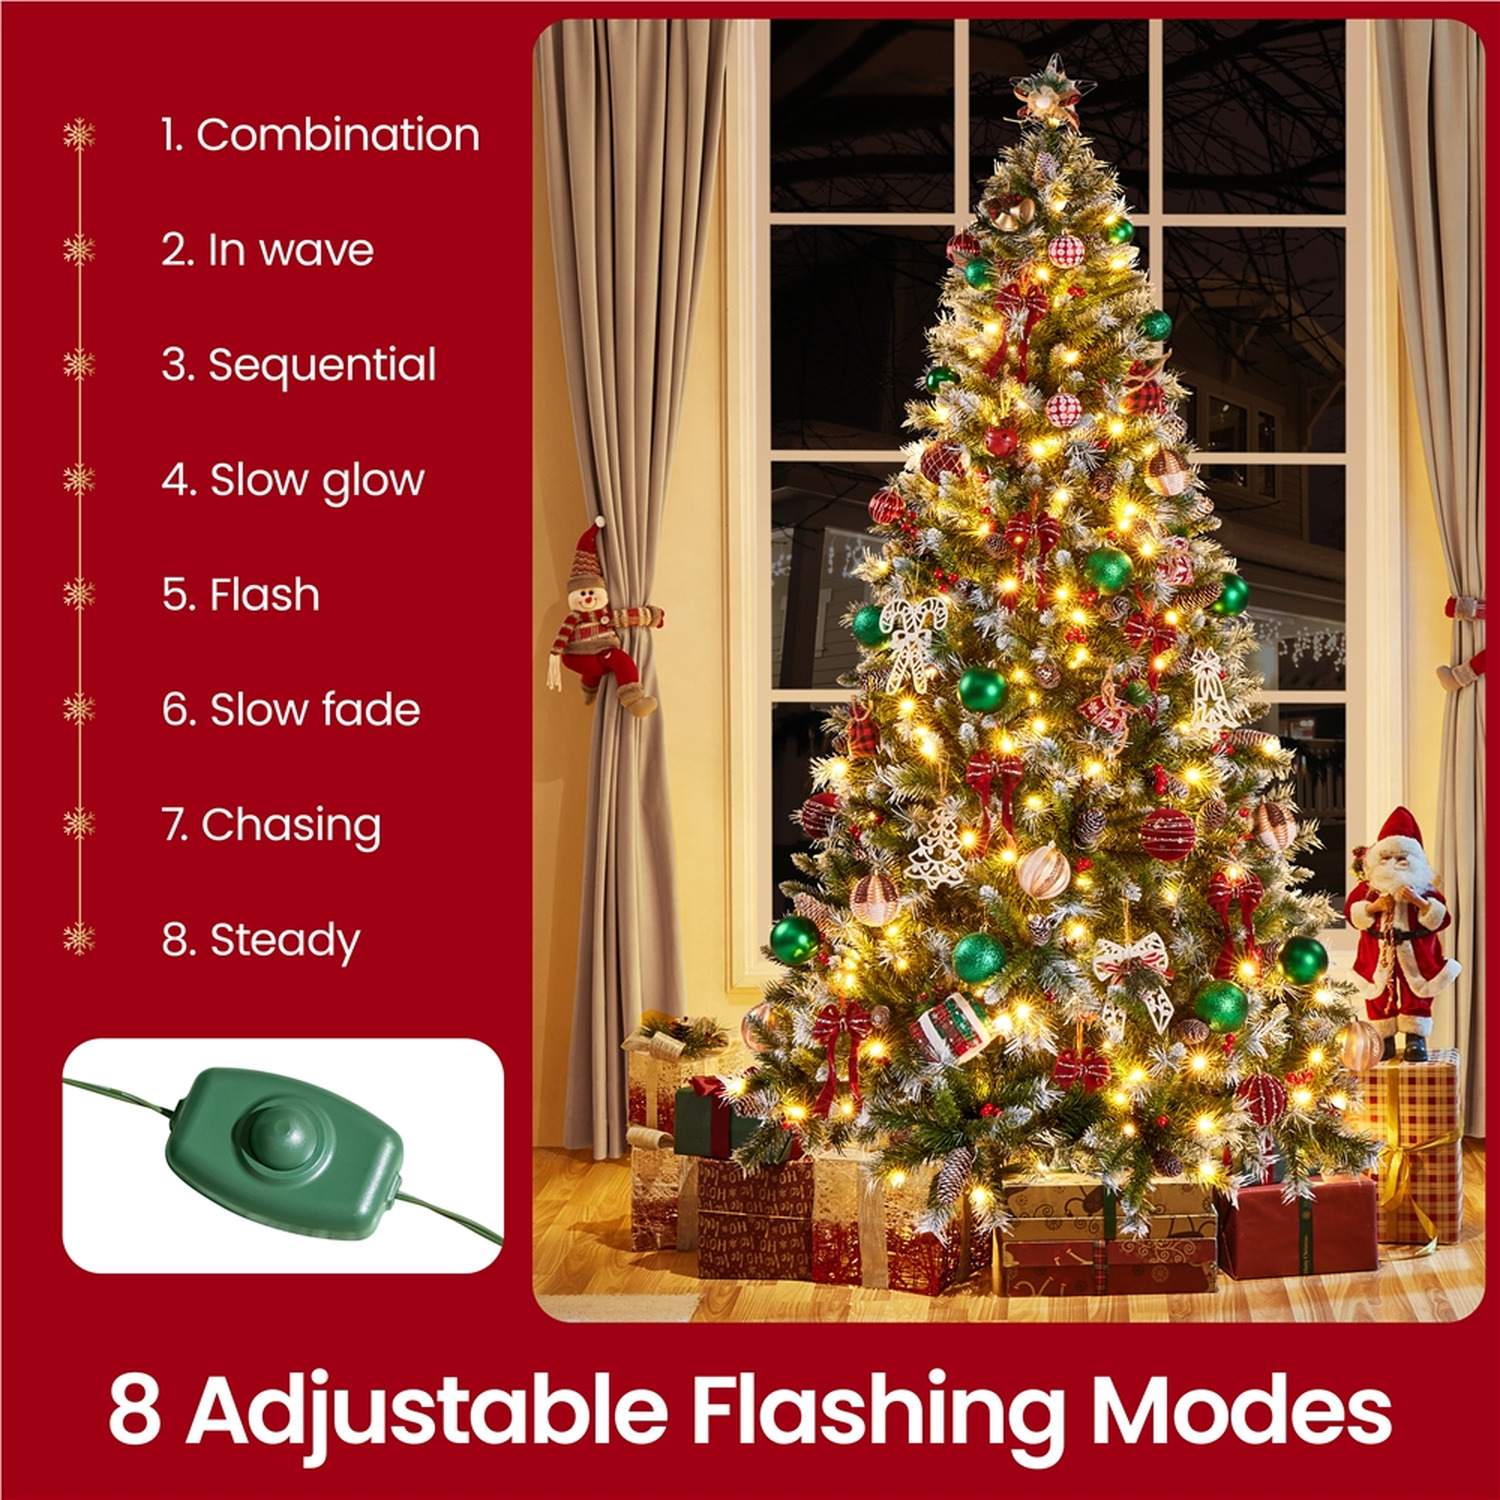 1. Combination
2. In wave
3. Sequential
4. Slow glow
5. Flash
6. Slow fade
7. Chasing
8. Steady
8 Adjustable Flashing Modes